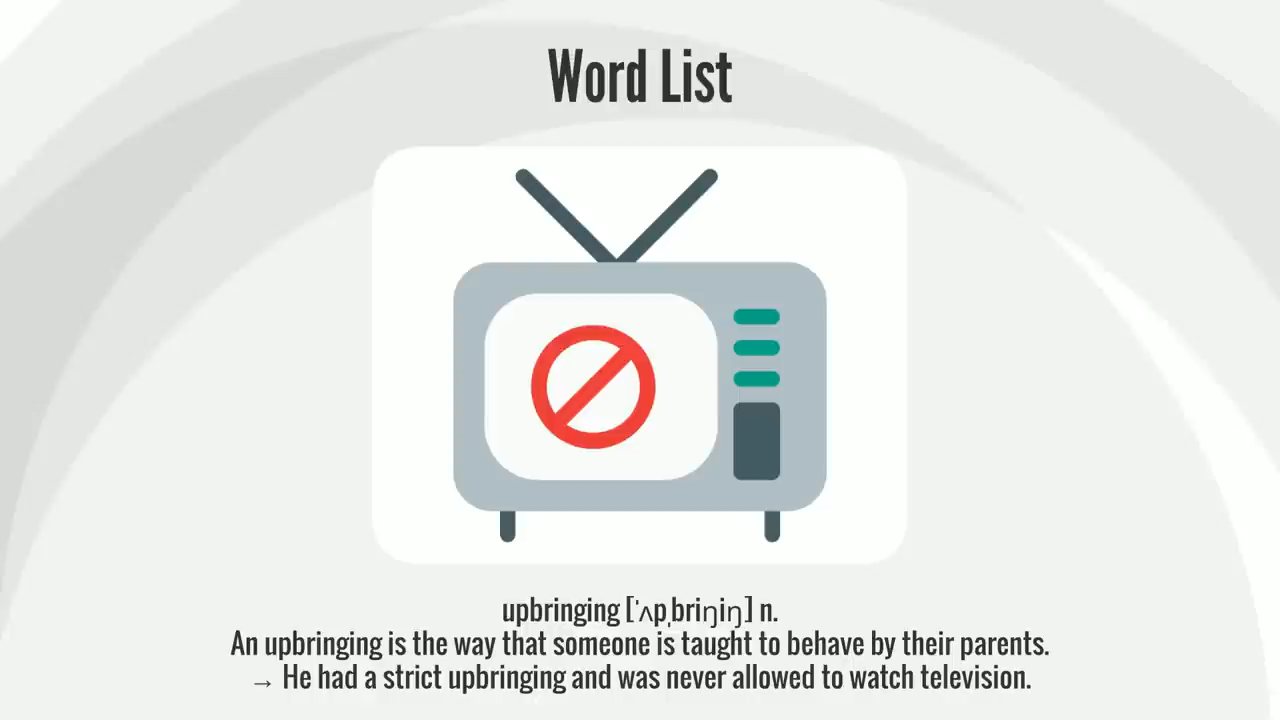 Word List
upbringing [ˈʌpˌbriŋiŋ] n.
An upbringing is the way that someone is taught to behave by their parents.
→ He had a strict upbringing and was never allowed to watch television.